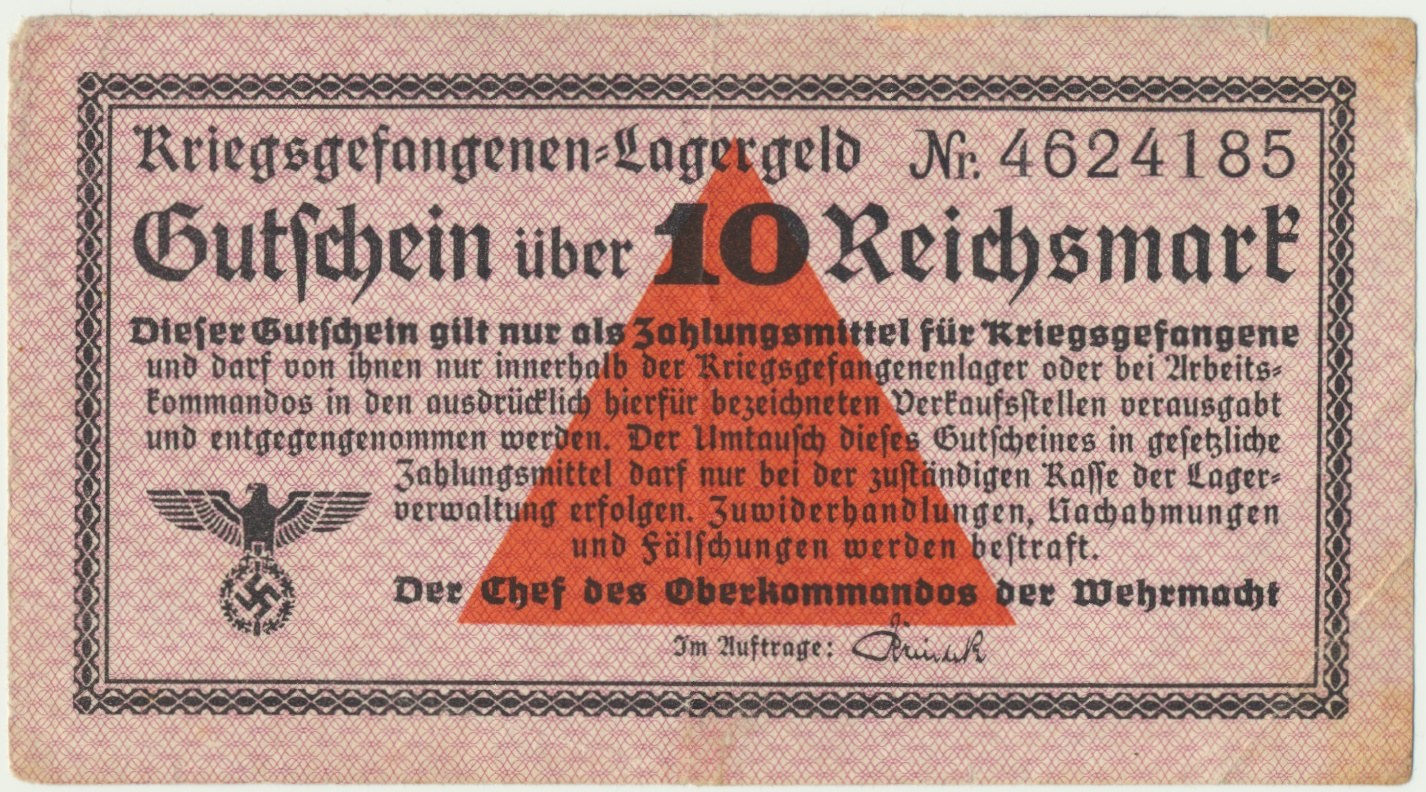 Kriegsgefangenen-Lagergeld Nr. 4624185
Gutschein über 10 Reichsmark
Dieser Gutschein gilt nur als Zahlungsmittel für Kriegsgefangene
und darf von ihnen nur innerhalb der Kriegsgefangenenlager oder bei Arbeits-
kommandos in den ausdrücklich hierfür bezeichneten Verkaufsstellen verausgabt
und entgegengenommen werden. Der Umtausch dieses Gutscheines in gesetzliche
Zahlungsmittel darf nur bei der zuständigen Kasse der Lager-
verwaltung erfolgen. Zuwiderhandlungen, Nachahmungen
und Fälschungen werden bestraft.
Der Chef des Oberkommandos der Wehrmacht
Im Auftrage: